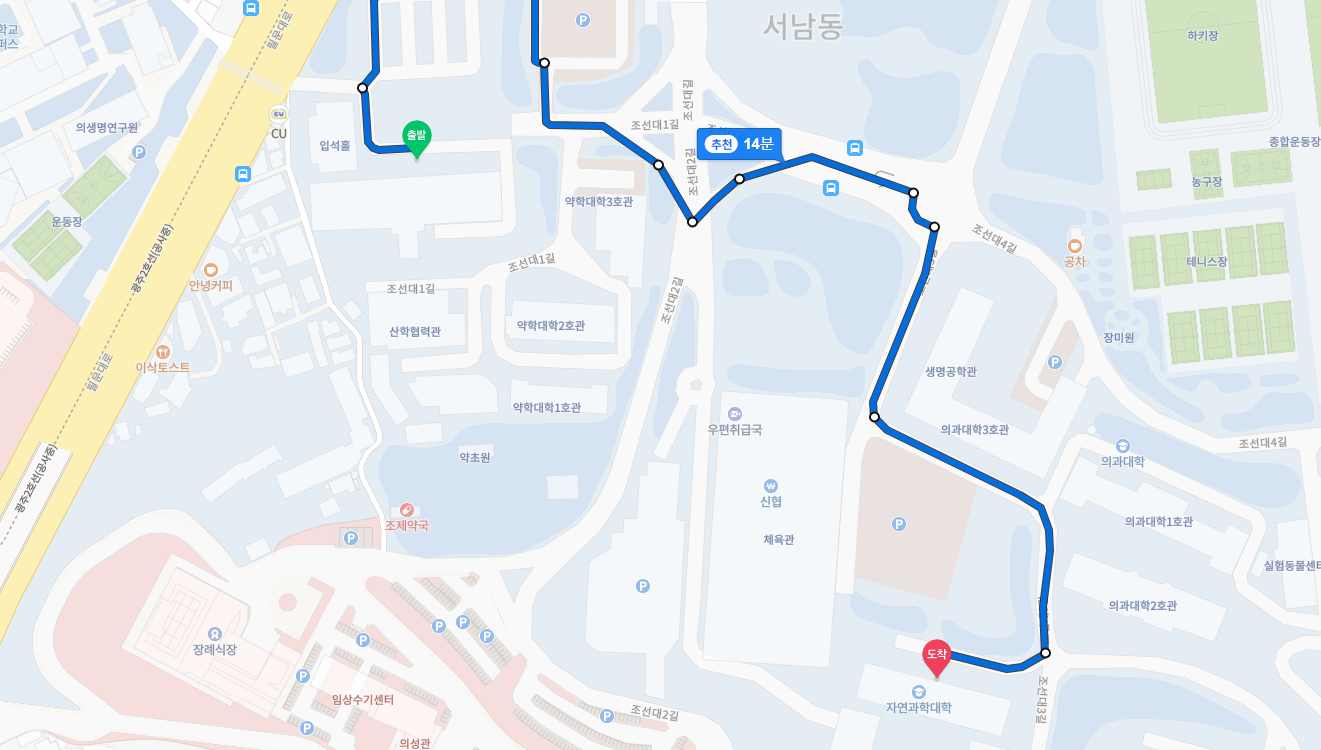 필문대로
서남동
하키장
학교
퍼스
조선대길
의생명연구원
CU
입석홀
출발
조선대1길
추천 14분
종합운동장
조선대2길
농구장
약학대학3호관
운동장
광주2호선(공사중)
조선대4길
공차
테니스장
조선대1길
안녕커피
조선대1길
조선대2길
산학협력관
약학대학2호관
장미원
이삭토스트
필문대로
생명공학관
약학대학1호관
우편취급국
의과대학3호관
조선대4길
약초원
의과대학
광주2호선(공사중)
신협
조제약국
의과대학1호관
체육관
실험동물센터
의과대학2호관
장례식장
도착
임상수기센터
자연과학대학
조선대3길
조선대2길
의성관